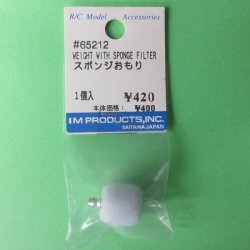 R/C Model Accessories
#65212
WEIGHT WITH SPONGE FILTER
スポンジおもり
1個入 ¥420
本体価格: ¥400
I.M PRODUCTS,INC.
SAITAMA JAPAN